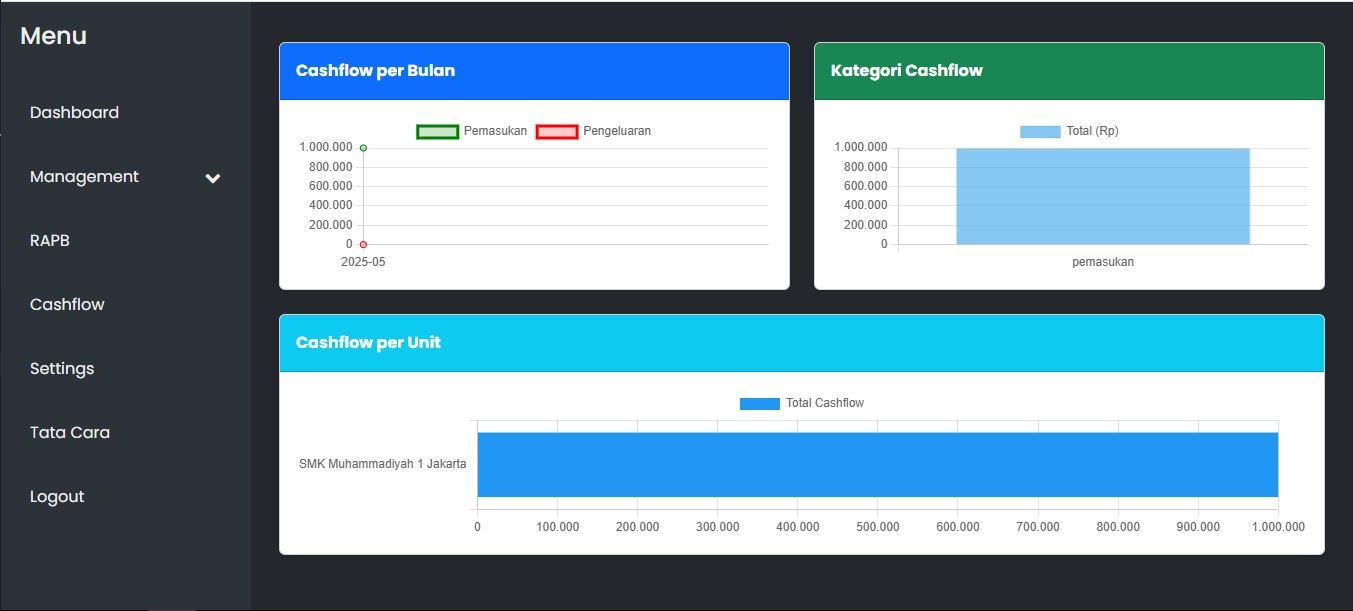 Menu
Dashboard
Management
RAPB
Cashflow
Settings
Tata Cara
Logout
Cashflow per Bulan
Pemasukan Pengeluaran
1.000.000
800.000
600.000
400.000
200.000
0
2025-05
Kategori Cashflow
Total (Rp)
1.000.000
800.000
600.000
400.000
200.000
0
pemasukan
Cashflow per Unit
Total Cashflow
SMK Muhammadiyah 1 Jakarta
0 100.000 200.000 300.000 400.000 500.000 600.000 700.000 800.000 900.000 1.000.000